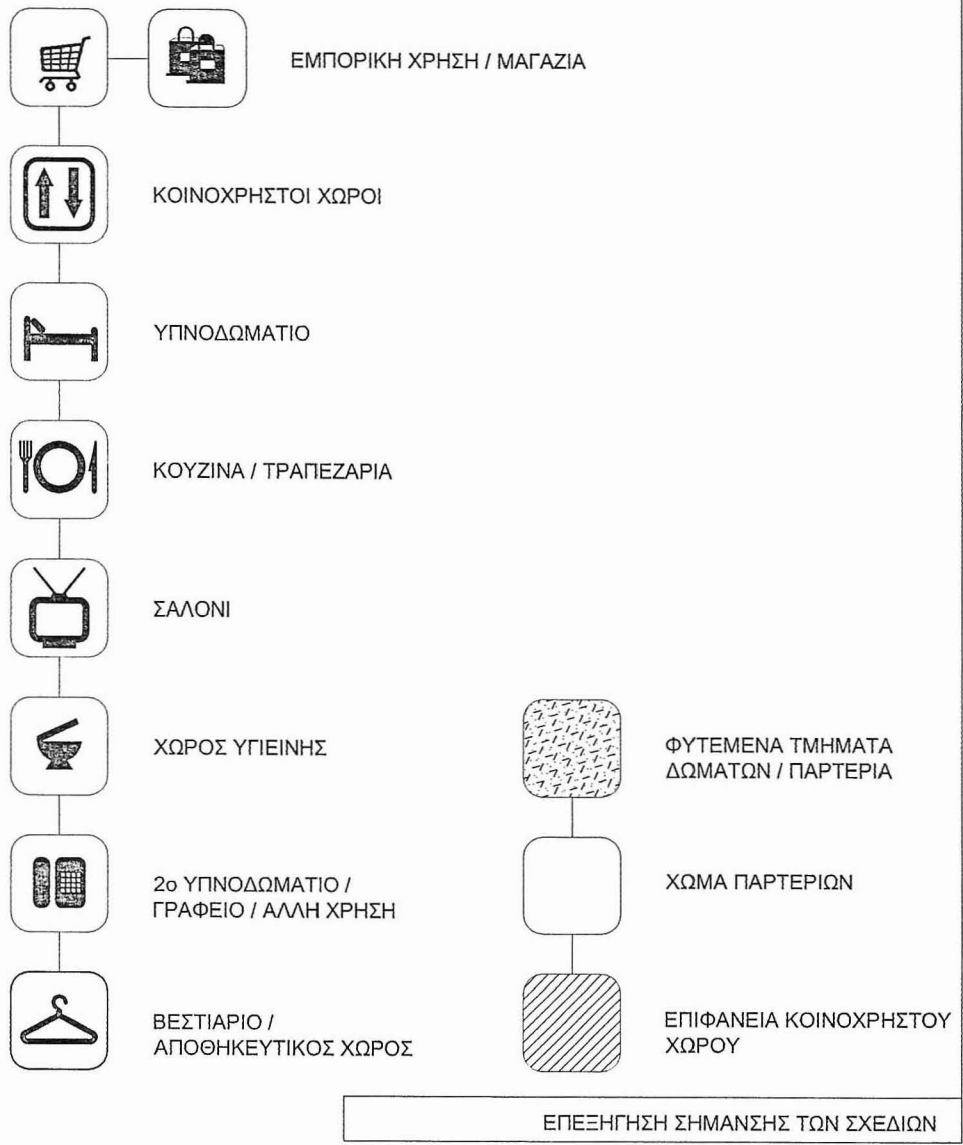 ΕΜΠΟΡΙΚΗ ΧΡΗΣΗ / ΜΑΓΑΖΙΑ
ΚΟΙΝΟΧΡΗΣΤΟΙ ΧΩΡΟΙ
ΥΠΝΟΔΩΜΑΤΙΟ
ΚΟΥΖΙΝΑ / ΤΡΑΠΕΖΑΡΙΑ
ΣΑΛΟΝΙ
ΧΩΡΟΣ ΥΓΙΕΙΝΗΣ
2ο ΥΠΝΟΔΩΜΑΤΙΟ /
ΓΡΑΦΕΙΟ / ΑΛΛΗ ΧΡΗΣΗ
ΒΕΣΤΙΑΡΙΟ /
ΑΠΟΘΗΚΕΥΤΙΚΟΣ ΧΩΡΟΣ
ΦΥΤΕΜΕΝΑ ΤΜΗΜΑΤΑ
ΔΩΜΑΤΩΝ / ΠΑΡΤΕΡΙΑ
ΧΩΜΑ ΠΑΡΤΕΡΙΩΝ
ΕΠΙΦΑΝΕΙΑ ΚΟΙΝΟΧΡΗΣΤΟΥ
ΧΩΡΟΥ
ΕΠΕΞΗΓΗΣΗ ΣΗΜΑΝΣΗΣ ΤΩΝ ΣΧΕΔΙΩΝ